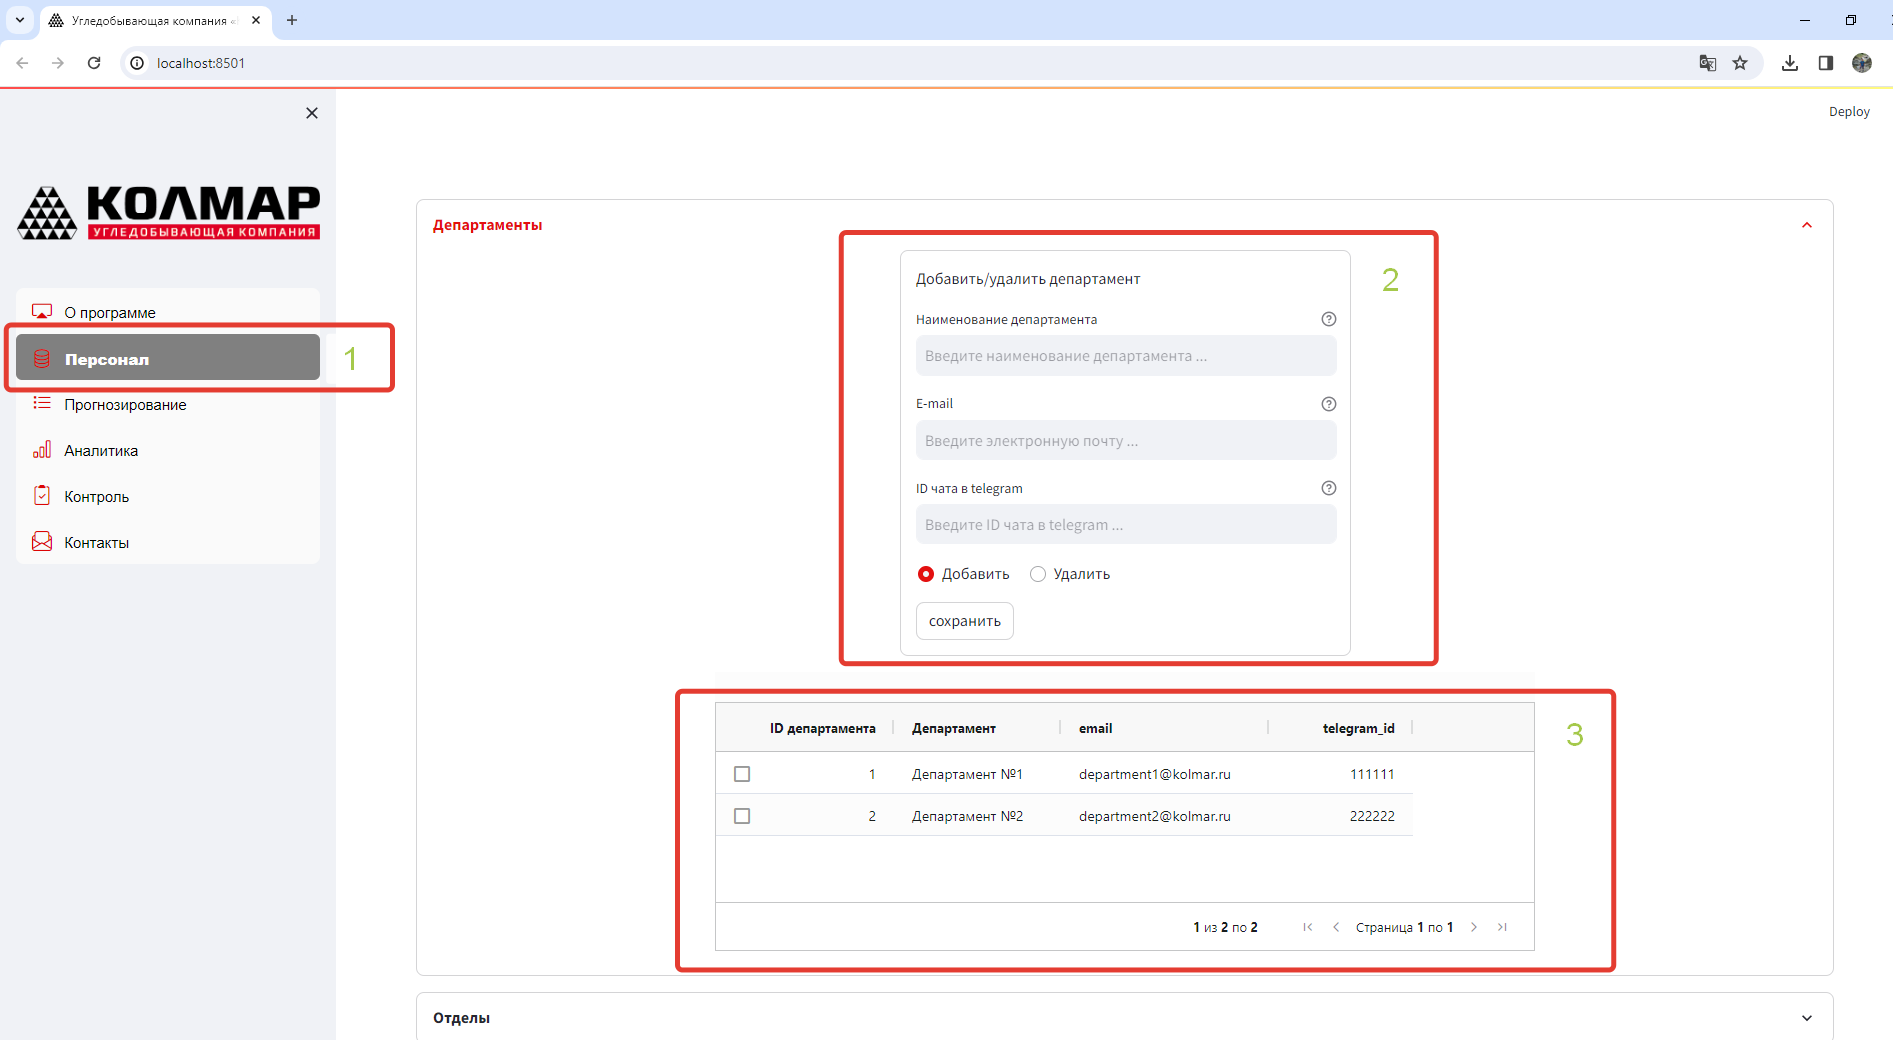 Угледобывающая компания «
localhost:8501
Deploy
КОЛМАР
УГЛЕДОБЫВАЮЩАЯ КОМПАНИЯ
О программе
Персонал
1
Прогнозирование
Аналитика
Контроль
Контакты
Департаменты
2
Добавить/удалить департамент
Наименование департамента
Введите наименование департамента ...
E-mail
Введите электронную почту ...
ID чата в telegram
Введите ID чата в telegram ...
Добавить Удалить
сохранить
3
ID департамента Департамент email telegram_id
1 Департамент №1 department1@kolmar.ru 111111
2 Департамент №2 department2@kolmar.ru 222222
1 из 2 по 2 Страница 1 по 1
Отделы